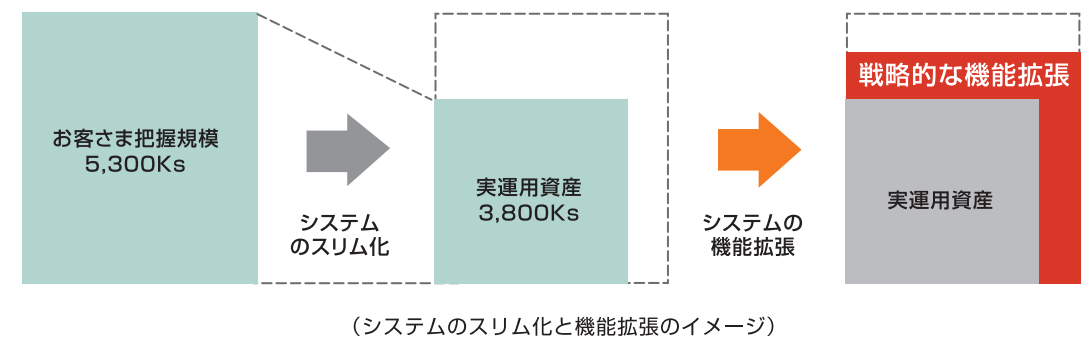 お客さま把握規模
5,300Ks
システム
のスリム化
実運用資産
3,800Ks
システムの
機能拡張
戦略的な機能拡張
実運用資産
（システムのスリム化と機能拡張のイメージ）